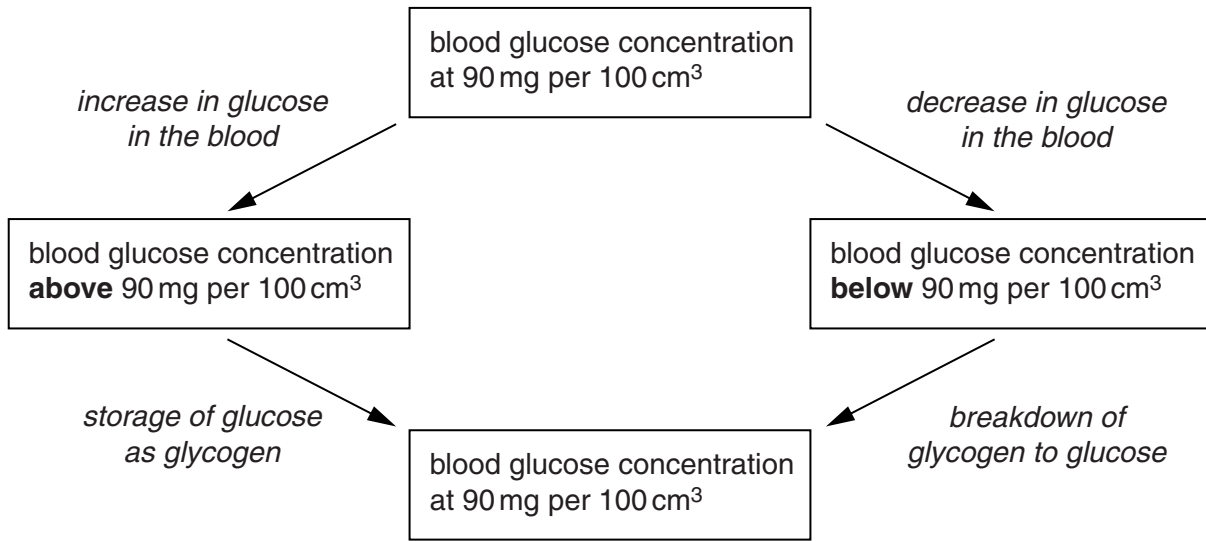 blood glucose concentration
at 90 mg per 100 cm³
increase in glucose
in the blood
decrease in glucose
in the blood
blood glucose concentration
above 90 mg per 100 cm³
blood glucose concentration
below 90 mg per 100 cm³
storage of glucose
as glycogen
breakdown of
glycogen to glucose
blood glucose concentration
at 90 mg per 100 cm³